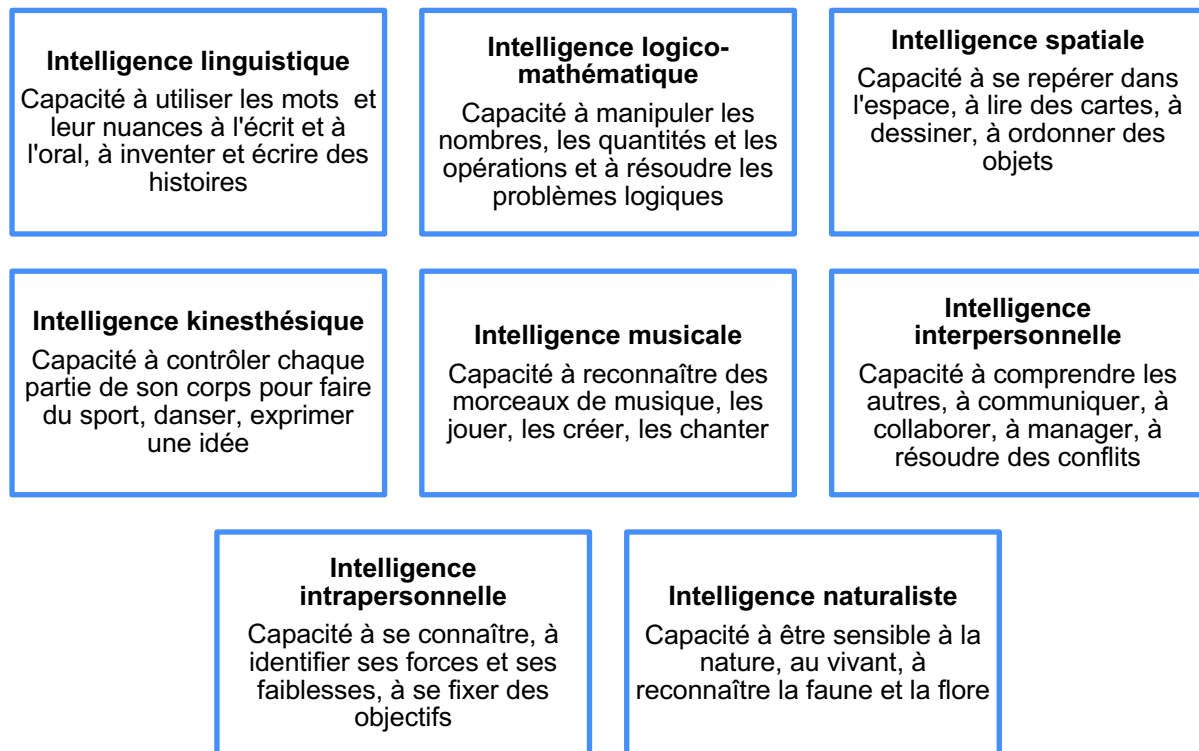 Intelligence linguistique
Capacité à utiliser les mots et
leur nuances à l'écrit et à
l'oral, à inventer et écrire des
histoires
Intelligence logico-
mathématique
Capacité à manipuler les
nombres, les quantités et les
opérations et à résoudre les
problèmes logiques
Intelligence spatiale
Capacité à se repérer dans
l'espace, à lire des cartes, à
dessiner, à ordonner des
objets
Intelligence kinesthésique
Capacité à contrôler chaque
partie de son corps pour faire
du sport, danser, exprimer
une idée
Intelligence musicale
Capacité à reconnaître des
morceaux de musique, les
jouer, les créer, les chanter
Intelligence
interpersonnelle
Capacité à comprendre les
autres, à communiquer, à
collaborer, à manager, à
résoudre des conflits
Intelligence
intrapersonnelle
Capacité à se connaître, à
identifier ses forces et ses
faiblesses, à se fixer des
objectifs
Intelligence naturaliste
Capacité à être sensible à la
nature, au vivant, à
reconnaître la faune et la flore